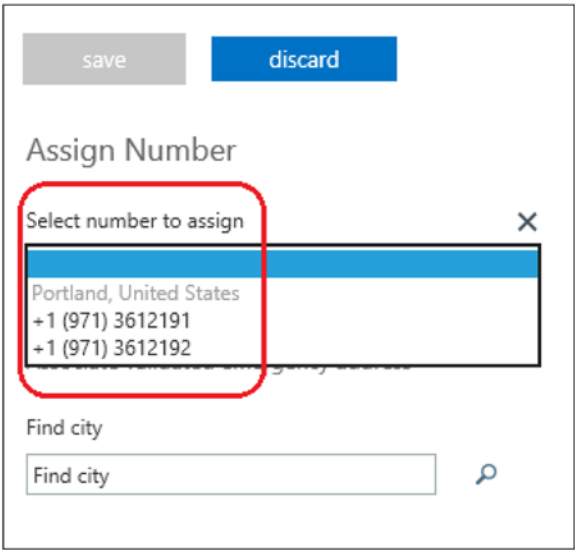 save
discard
Assign Number
Select number to assign
Portland, United States
+1 (971) 3612191
+1 (971) 3612192
Find city
Find city